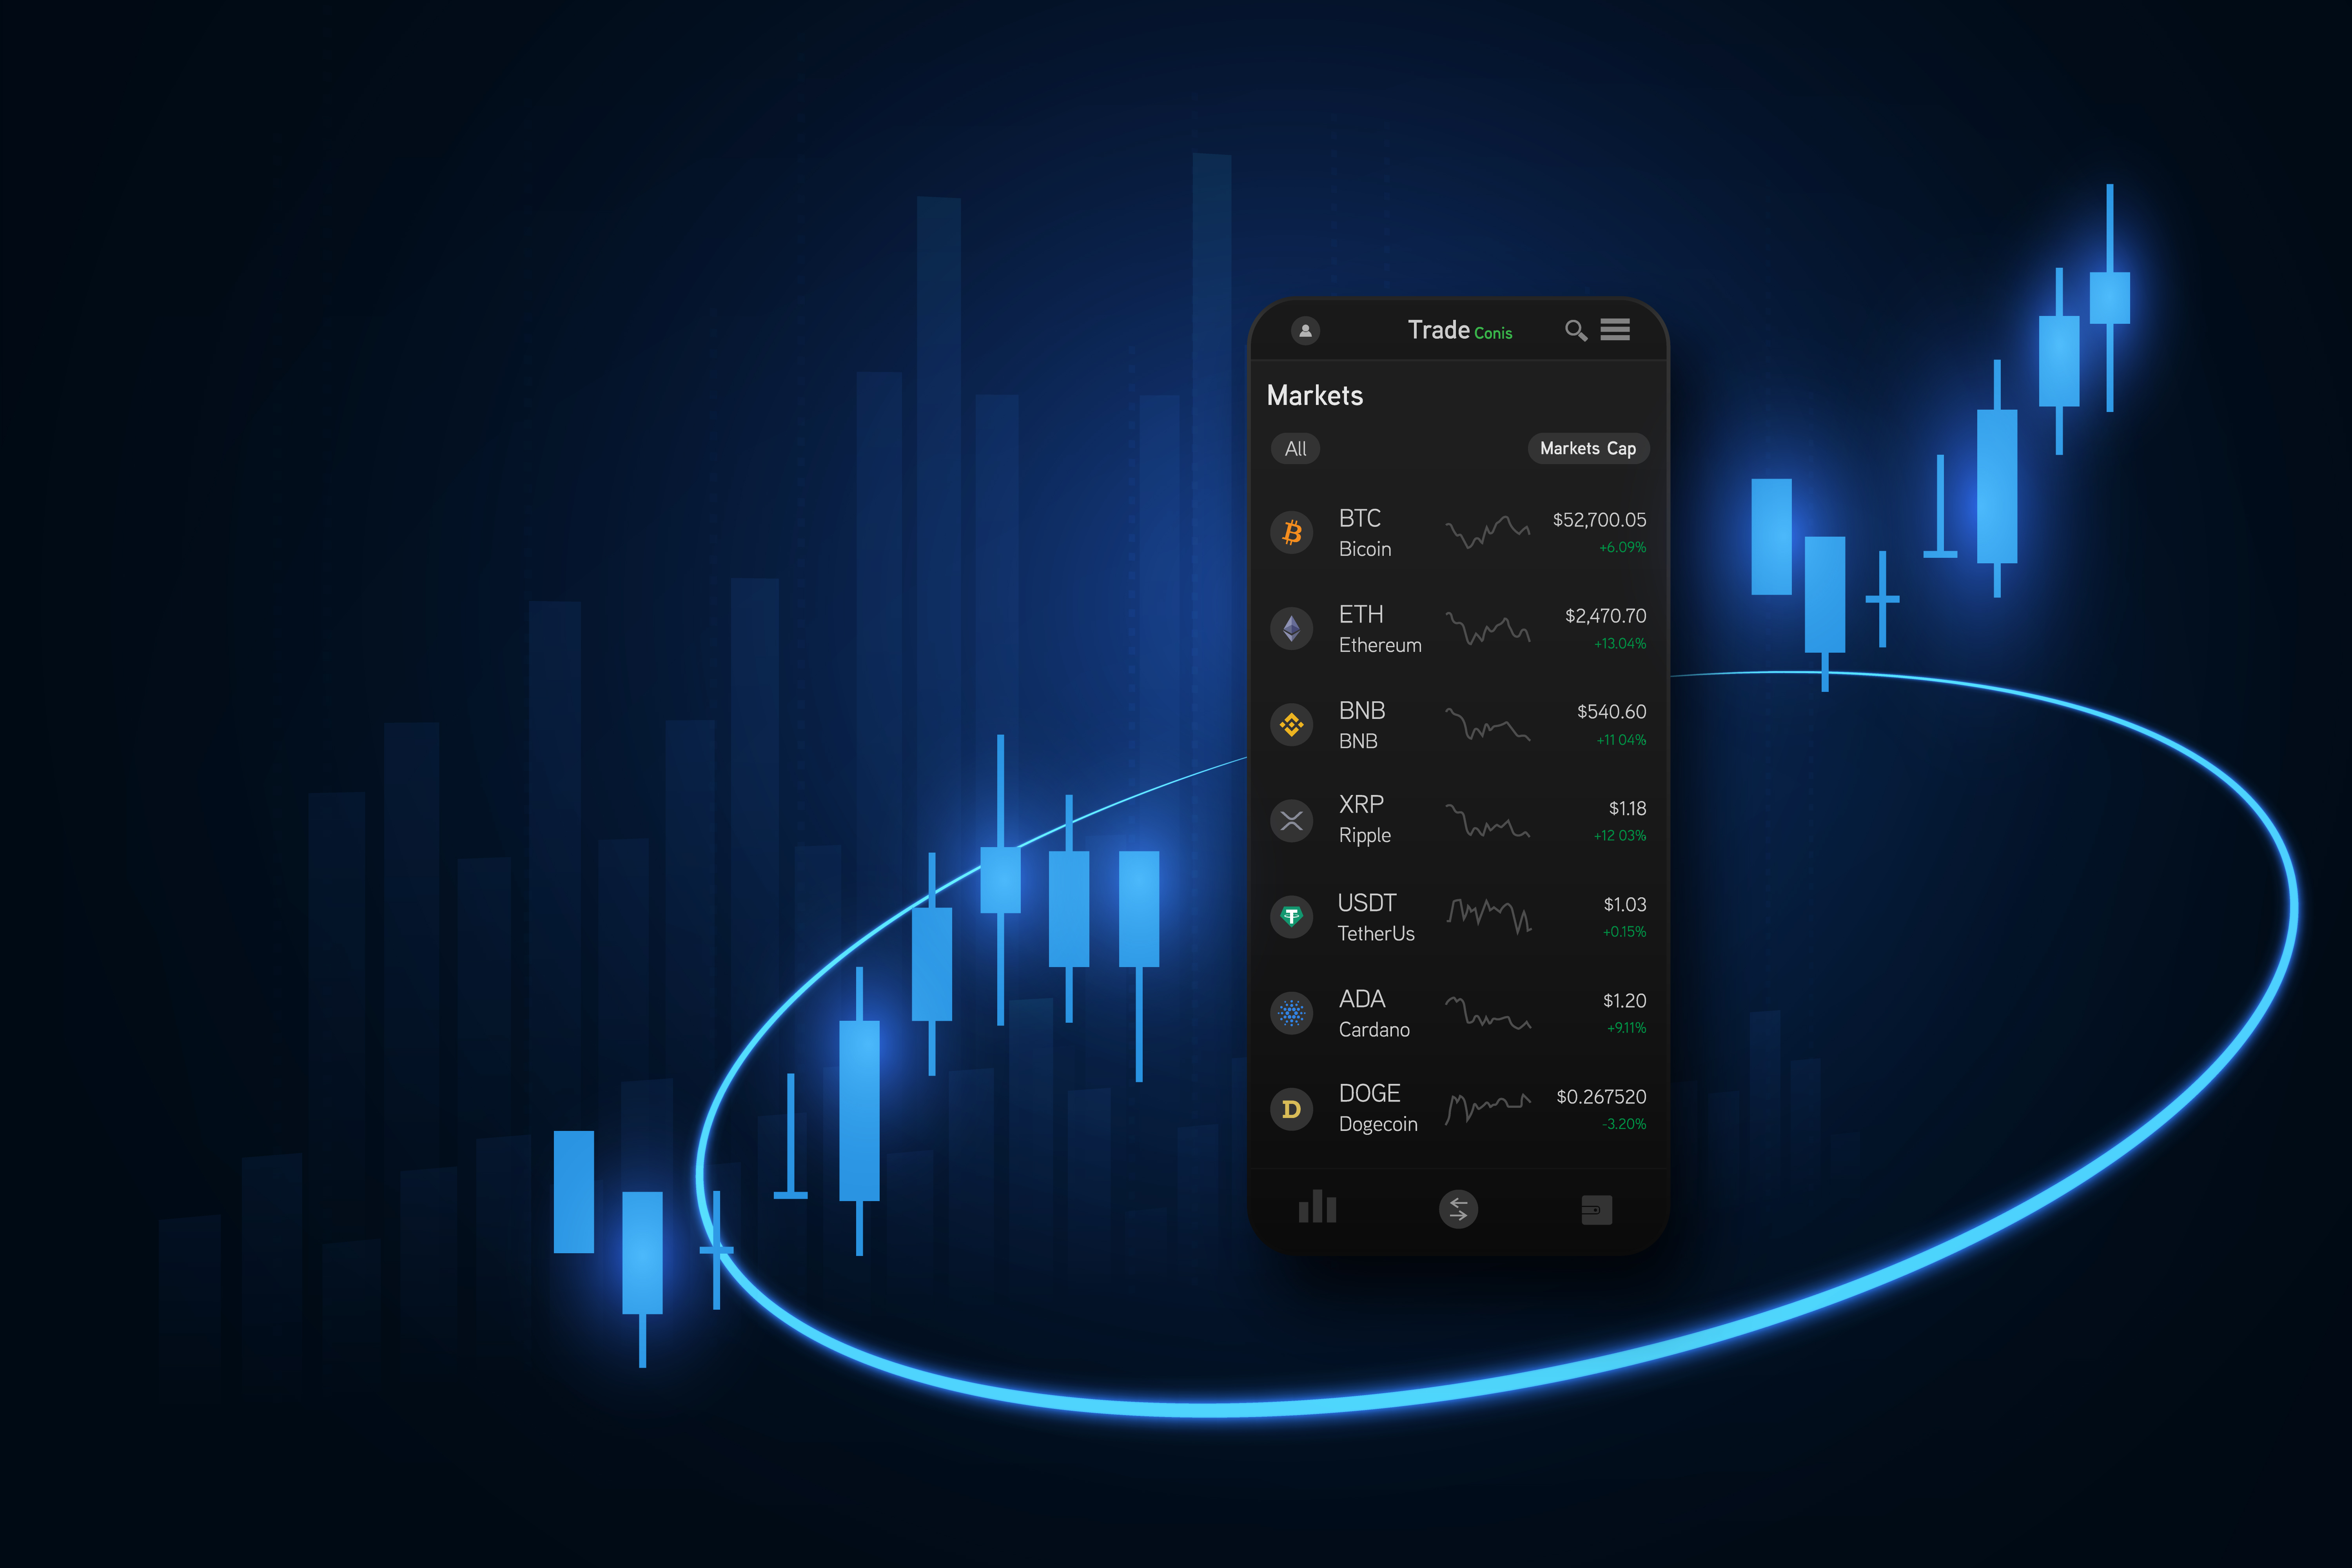 Trade Conis
Markets
All
Markets Cap
BTC
$52,700.05
Bicoin
+6.09%
ETH
$2,470.70
Ethereum
+13.04%
BNB
$540.60
BNB
+11 04%
XRP
$1.18
Ripple
+12 03%
USDT
$1.03
TetherUs
+0.15%
ADA
$1.20
Cardano
+9.11%
DOGE
$0.267520
Dogecoin
-3.20%